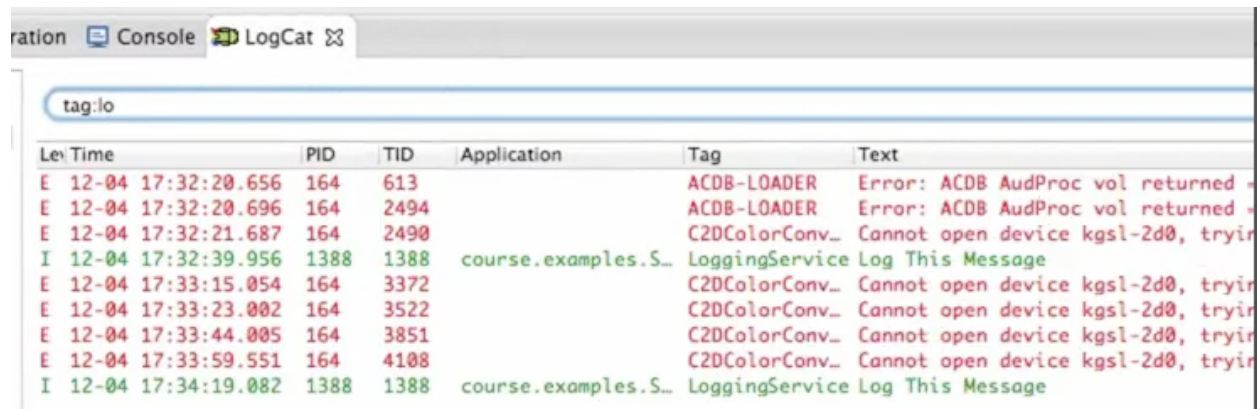 ration Console LogCat
tag:lo
Lev Time PID TID Application Tag Text
E 12-04 17:32:20.656 164 613 ACDB-LOADER Error: ACDB AudProc vol returned -
E 12-04 17:32:20.696 164 2494 ACDB-LOADER Error: ACDB AudProc vol returned -
E 12-04 17:32:21.687 164 2490 C2DColorConv… Cannot open device kgsl-2d0, tryin
I 12-04 17:32:39.956 1388 1388 course.examples.S… LoggingService Log This Message
E 12-04 17:33:15.054 164 3372 C2DColorConv… Cannot open device kgsl-2d0, tryin
E 12-04 17:33:23.002 164 3522 C2DColorConv… Cannot open device kgsl-2d0, tryin
E 12-04 17:33:44.005 164 3851 C2DColorConv… Cannot open device kgsl-2d0, tryin
E 12-04 17:33:59.551 164 4108 C2DColorConv… Cannot open device kgsl-2d0, tryin
I 12-04 17:34:19.082 1388 1388 course.examples.S… LoggingService Log This Message